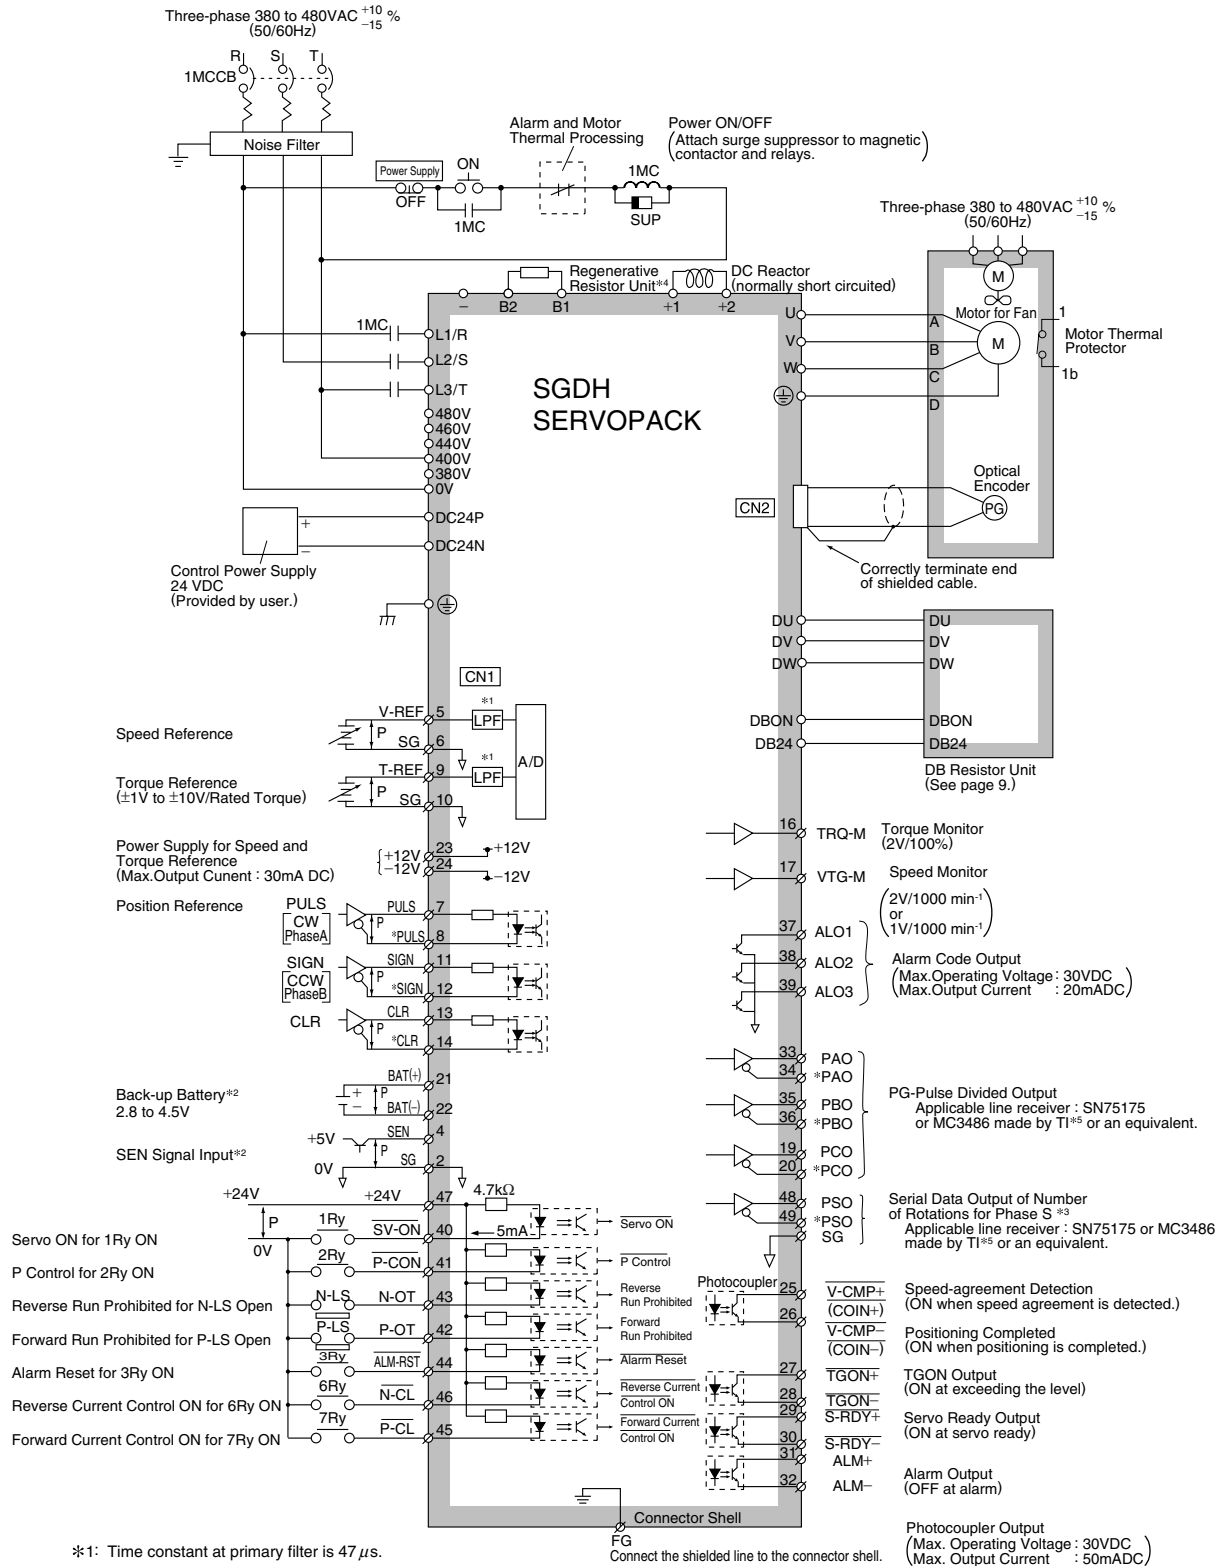 Three-phase 380 to 480VAC +10 −15 %
(50/60Hz)
R S T
1MCCB
Noise Filter
Alarm and Motor
Thermal Processing
Power ON/OFF
(Attach surge suppressor to magnetic
contactor and relays.)
Power Supply
OFF
ON
1MC
1MC
SUP
Three-phase 380 to 480VAC +10 −15 %
(50/60Hz)
M
Motor for Fan
M
A
B
C
D
1
Motor Thermal
Protector
1b
Regenerative
Resistor Unit*4
DC Reactor
(normally short circuited)
− B2 B1 +1 +2
1MC
L1/R
L2/S
L3/T
480V
460V
440V
400V
380V
0V
SGDH
SERVOPACK
U
V
W
Optical
Encoder
PG
CN2
Correctly terminate end
of shielded cable.
+
−
DC24P
DC24N
Control Power Supply
24 VDC
(Provided by user.)
DU DU
DV DV
DW DW
DBON DBON
DB24 DB24
DB Resistor Unit
(See page 9.)
CN1
Speed Reference
P
V-REF 5
SG 6
*1
LPF
A/D
Torque Reference
(±1V to ±10V/Rated Torque)
P
T-REF 9
SG 10
*1
LPF
Power Supply for Speed and
Torque Reference
(Max.Output Cunent : 30mA DC)
+12V 23 +12V
−12V 24 −12V
Position Reference
PULS
[CW
PhaseA]
P
PULS 7
*PULS 8
SIGN
[CCW
PhaseB]
P
SIGN 11
*SIGN 12
CLR
P
CLR 13
*CLR 14
Back-up Battery*2
2.8 to 4.5V
+
−
P
BAT(+) 21
BAT(−) 22
SEN Signal Input*2
+5V
0V
P
SEN 4
SG 2
+24V
P
0V
+24V 47
4.7kΩ
5mA
Servo ON for 1Ry ON
1Ry
SV-ON 40
Servo ON
P Control for 2Ry ON
2Ry
P-CON 41
P Control
Reverse Run Prohibited for N-LS Open
N-LS
N-OT 43
Reverse
Run Prohibited
Forward Run Prohibited for P-LS Open
P-LS
P-OT 42
Forward
Run Prohibited
Alarm Reset for 3Ry ON
3Ry
ALM-RST 44
Alarm Reset
Reverse Current Control ON for 6Ry ON
6Ry
N-CL 46
Reverse Current
Control ON
Forward Current Control ON for 7Ry ON
7Ry
P-CL 45
Forward Current
Control ON
16 TRQ-M
Torque Monitor
(2V/100%)
17 VTG-M
Speed Monitor
(2V/1000 min-1
or
1V/1000 min-1)
37 ALO1
38 ALO2
39 ALO3
Alarm Code Output
(Max.Operating Voltage : 30VDC
Max.Output Current : 20mADC)
33 PAO
34 *PAO
35 PBO
36 *PBO
19 PCO
20 *PCO
PG-Pulse Divided Output
Applicable line receiver : SN75175
or MC3486 made by TI*5 or an equivalent.
48 PSO
49 *PSO
SG
Serial Data Output of Number
of Rotations for Phase S *3
Applicable line receiver : SN75175 or MC3486
made by TI*5 or an equivalent.
Photocoupler
25 V-CMP+
(COIN+)
26 V-CMP−
(COIN−)
Speed-agreement Detection
(ON when speed agreement is detected.)
Positioning Completed
(ON when positioning is completed.)
27 TGON+
28 TGON−
TGON Output
(ON at exceeding the level)
29 S-RDY+
30 S-RDY−
Servo Ready Output
(ON at servo ready)
31 ALM+
32 ALM−
Alarm Output
(OFF at alarm)
Connector Shell
FG
Connect the shielded line to the connector shell.
Photocoupler Output
(Max. Operating Voltage : 30VDC
Max. Output Current : 50mADC)
*1: Time constant at primary filter is 47 μs.